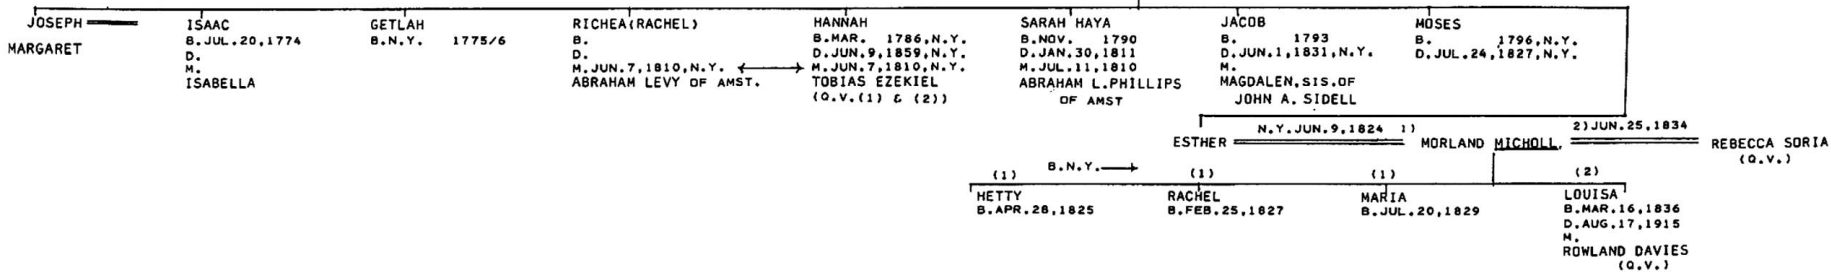 JOSEPH
MARGARET
ISAAC
B.JUL.20,1774
D.
M.
ISABELLA
GETLAH
B.N.Y. 1775/6
RICHEA(RACHEL)
B.
D.
M.JUN.7,1810,N.Y.
ABRAHAM LEVY OF AMST.
HANNAH
B.MAR. 1786,N.Y.
D.JUN.9,1859,N.Y.
M.JUN.7,1810,N.Y.
TOBIAS EZEKIEL
(Q.V.(1) & (2))
SARAH HAYA
B.NOV. 1790
D.JAN.30,1811
M.JUL.11,1810
ABRAHAM L.PHILLIPS
OF AMST
JACOB
B. 1793
D.JUN.1,1831,N.Y.
M.
MAGDALEN,SIS.OF
JOHN A. SIDELL
MOSES
B. 1796,N.Y.
D.JUL.24,1827,N.Y.
ESTHER N.Y.JUN.9,1824 1) MORLAND MICHOLL, 2)JUN.25,1834 REBECCA SORIA
(Q.V.)
B.N.Y.
(1)
HETTY
B.APR.28,1825
(1)
RACHEL
B.FEB.25,1827
(1)
MARIA
B.JUL.20,1829
(2)
LOUISA
B.MAR.16,1836
D.AUG.17,1915
M.
ROWLAND DAVIES
(Q.V.)